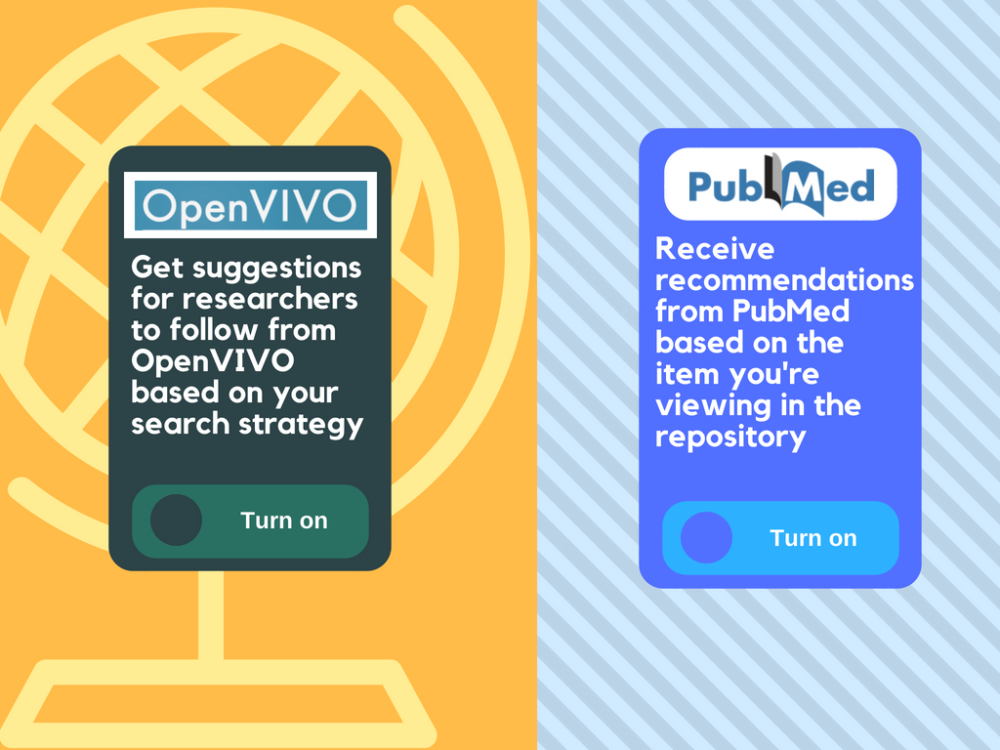 OpenVIVO
Get suggestions
for researchers
to follow from
OpenVIVO
based on your
search strategy
Turn on
PubMed
Receive
recommendations
from PubMed
based on the
item you're
viewing in the
repository
Turn on